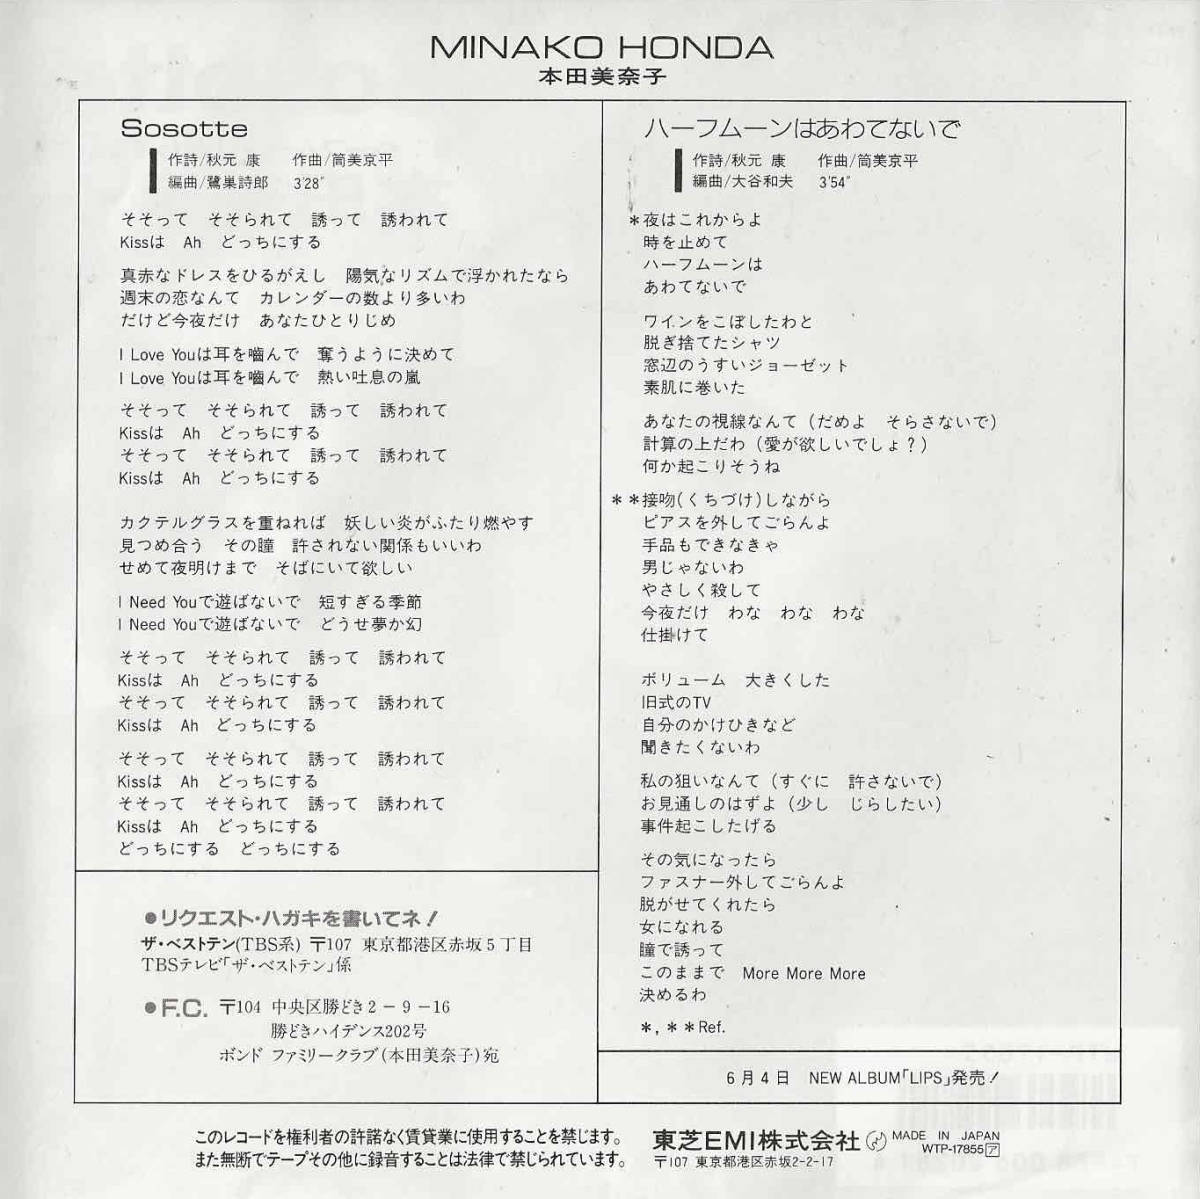 MINAKO HONDA
本田美奈子
Sosotte
作詩/秋元 康 作曲/筒美京平
編曲/鷺巣詩郎 3'28"
そそって そそられて 誘って 誘われて
Kissは Ah どっちにする
真赤なドレスをひるがえし 陽気なリズムで浮かれたなら
週末の恋なんて カレンダーの数より多いわ
だけど今夜だけ あなたひとりじめ
I Love Youは耳を嚙んで 奪うように決めて
I Love Youは耳を嚙んで 熱い吐息の嵐
そそって そそられて 誘って 誘われて
Kissは Ah どっちにする
そそって そそられて 誘って 誘われて
Kissは Ah どっちにする
カクテルグラスを重ねれば 妖しい炎がふたり燃やす
見つめ合う その瞳 許されない関係もいいわ
せめて夜明けまで そばにいて欲しい
I Need Youで遊ばないで 短すぎる季節
I Need Youで遊ばないで どうせ夢か幻
そそって そそられて 誘って 誘われて
Kissは Ah どっちにする
そそって そそられて 誘って 誘われて
Kissは Ah どっちにする
そそって そそられて 誘って 誘われて
Kissは Ah どっちにする
そそって そそられて 誘って 誘われて
Kissは Ah どっちにする
どっちにする どっちにする
●リクエスト・ハガキを書いてネ!
ザ・ベストテン(TBS系) 〒107 東京都港区赤坂5丁目
TBSテレビ「ザ・ベストテン」係
●F.C. 〒104 中央区勝どき2-9-16
勝どきハイデンス202号
ボンド ファミリークラブ(本田美奈子)宛
ハーフムーンはあわてないで
作詩/秋元 康 作曲/筒美京平
編曲/大谷和夫 3'54"
＊夜はこれからよ
時を止めて
ハーフムーンは
あわてないで
ワインをこぼしたわと
脱ぎ捨てたシャツ
窓辺のうすいジョーゼット
素肌に巻いた
あなたの視線なんて(だめよ そらさないで)
計算の上だわ(愛が欲しいでしょ?)
何か起こりそうね
＊＊接吻(くちづけ)しながら
ピアスを外してごらんよ
手品もできなきゃ
男じゃないわ
やさしく殺して
今夜だけ わな わな わな
仕掛けて
ボリューム 大きくした
旧式のTV
自分のかけひきなど
聞きたくないわ
私の狙いなんて(すぐに 許さないで)
お見通しのはずよ(少し じらしたい)
事件起こしたげる
その気になったら
ファスナー外してごらんよ
脱がせてくれたら
女になれる
瞳で誘って
このままで More More More
決めるわ
＊,＊＊Ref.
6月4日 NEW ALBUM「LIPS」発売!
このレコードを権利者の許諾なく賃貸業に使用することを禁じます。
また無断でテープその他に録音することは法律で禁じられています。
東芝EMI株式会社
〒107 東京都港区赤坂2-2-17
MADE IN JAPAN
WTP-17855ア